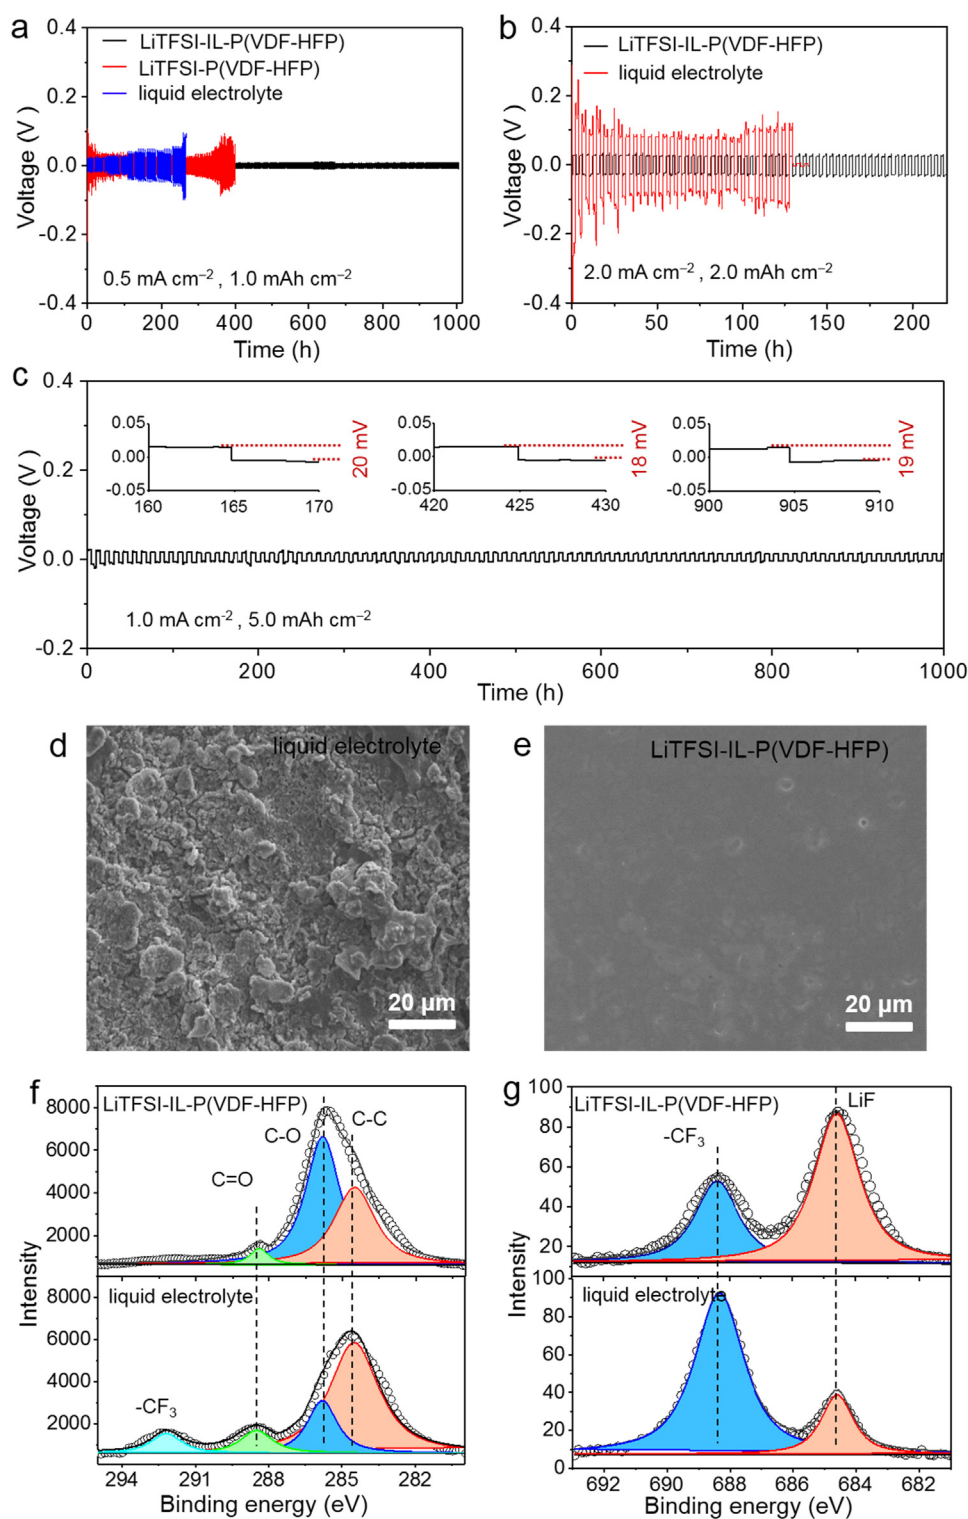 a
0.4
0.2
0.0
-0.2
-0.4
Voltage (V )
LiTFSI-IL-P(VDF-HFP)
LiTFSI-P(VDF-HFP)
liquid electrolyte
0.5 mA cm⁻² , 1.0 mAh cm⁻²
0 200 400 600 800 1000
Time (h)
b
0.4
0.2
0.0
-0.2
-0.4
Voltage (V )
LiTFSI-IL-P(VDF-HFP)
liquid electrolyte
2.0 mA cm⁻² , 2.0 mAh cm⁻²
0 50 100 150 200
Time (h)
c
0.4
0.2
0.0
-0.2
Voltage (V )
0.05
0.00
-0.05
160 165 170
20 mV
0.05
0.00
-0.05
420 425 430
18 mV
0.05
0.00
-0.05
900 905 910
19 mV
1.0 mA cm⁻² , 5.0 mAh cm⁻²
0 200 400 600 800 1000
Time (h)
d
liquid electrolyte
20 μm
e
LiTFSI-IL-P(VDF-HFP)
20 μm
f
8000
6000
4000
2000
LiTFSI-IL-P(VDF-HFP)
C-O
C-C
C=O
Intensity
8000
6000
4000
2000
liquid electrolyte
-CF₃
294 291 288 285 282
Binding energy (eV)
g
100
80
60
40
20
LiTFSI-IL-P(VDF-HFP)
LiF
-CF₃
Intensity
100
80
60
40
20
0
liquid electrolyte
692 690 688 686 684 682
Binding energy (eV)